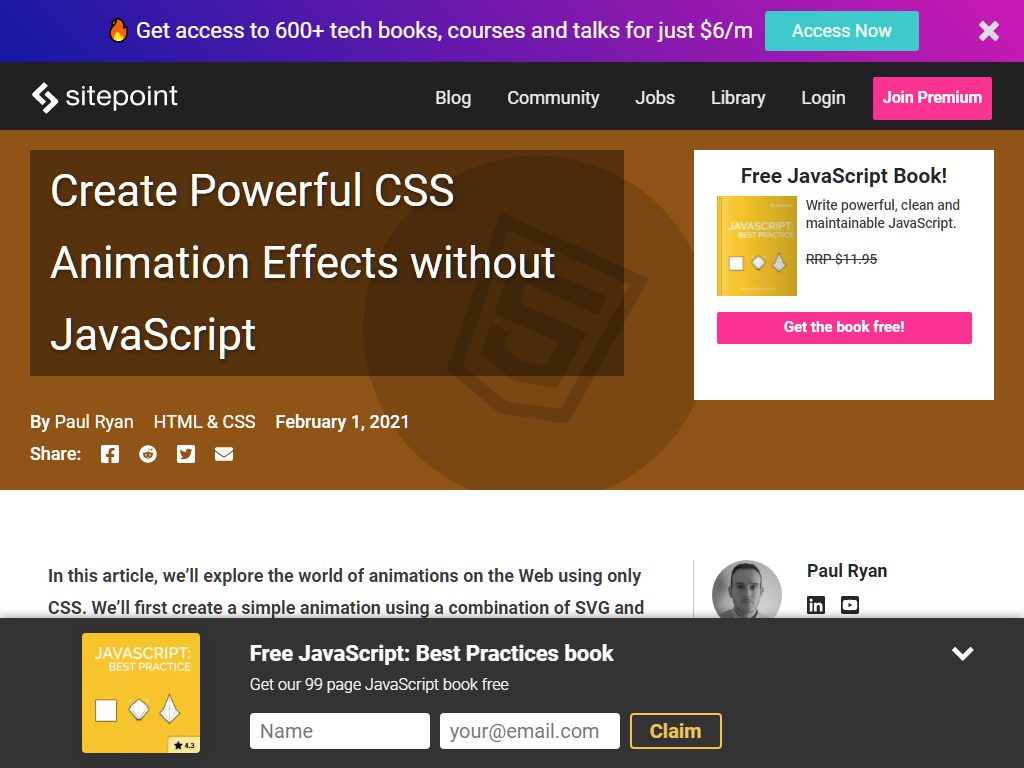 Get access to 600+ tech books, courses and talks for just $6/m
Access Now
sitepoint
Blog
Community
Jobs
Library
Login
Join Premium
Create Powerful CSS
Animation Effects without
JavaScript
Free JavaScript Book!
JAVASCRIPT:
BEST PRACTICE
Write powerful, clean and
maintainable JavaScript.
RRP $11.95
Get the book free!
By Paul Ryan HTML & CSS February 1, 2021
Share:
In this article, we’ll explore the world of animations on the Web using only
CSS. We’ll first create a simple animation using a combination of SVG and
Paul Ryan
JAVASCRIPT:
BEST PRACTICE
4.3
Free JavaScript: Best Practices book
Get our 99 page JavaScript book free
Name
your@email.com
Claim